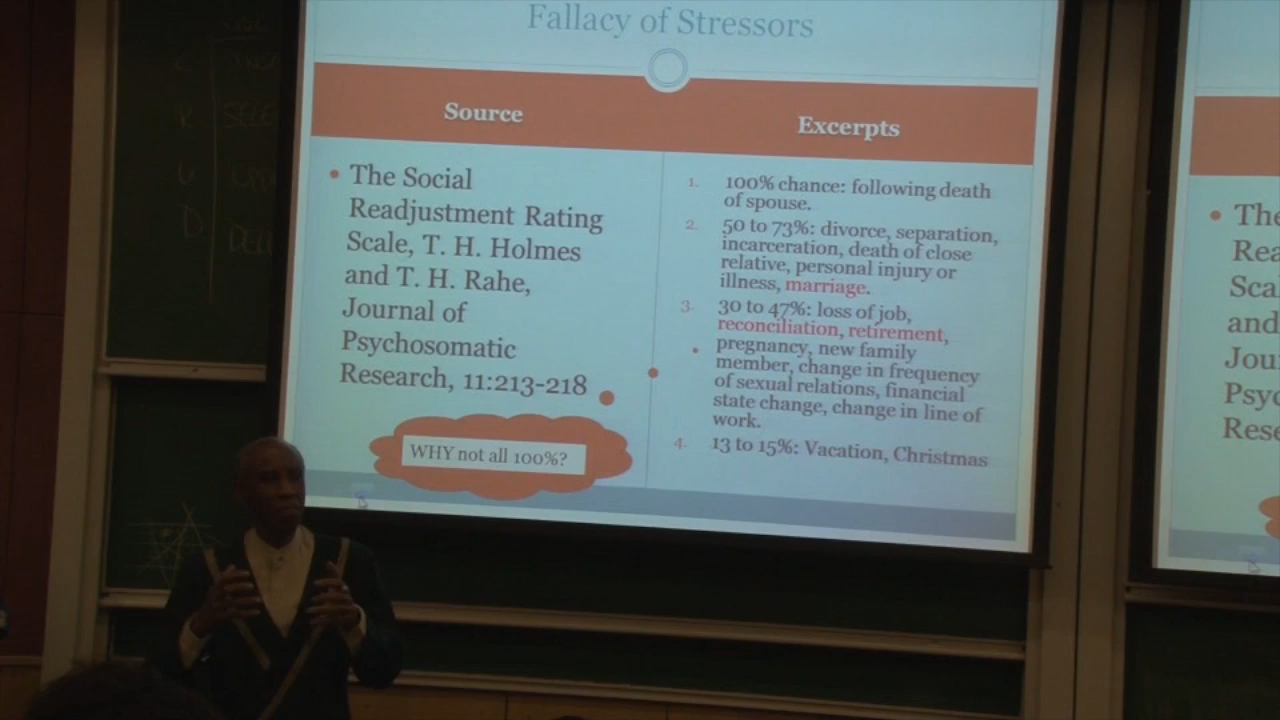 Fallacy of Stressors
Source
Excerpts
• The Social
Readjustment Rating
Scale, T. H. Holmes
and T. H. Rahe,
Journal of
Psychosomatic
Research, 11:213-218
WHY not all 100%?
1. 100% chance: following death
of spouse.
2. 50 to 73%: divorce, separation,
incarceration, death of close
relative, personal injury or
illness, marriage.
3. 30 to 47%: loss of job,
reconciliation, retirement,
• pregnancy, new family
member, change in frequency
of sexual relations, financial
state change, change in line of
work.
4. 13 to 15%: Vacation, Christmas
• The
Rea
Scal
and
Jour
Psyc
Rese